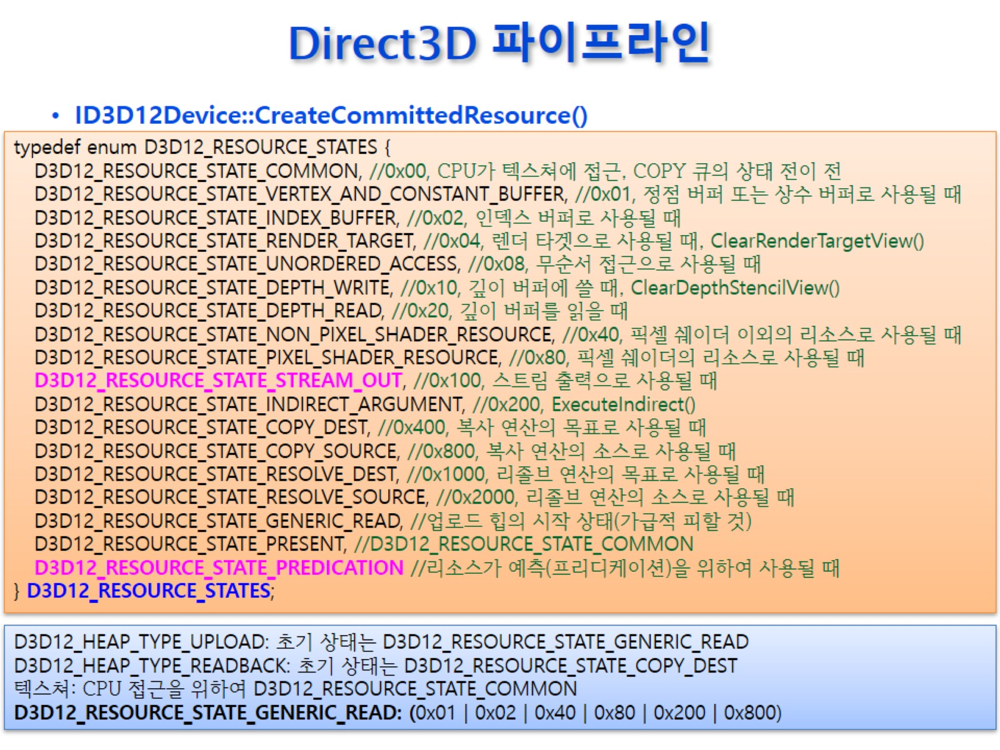 Direct3D 파이프라인
• ID3D12Device::CreateCommittedResource()
typedef enum D3D12_RESOURCE_STATES {
D3D12_RESOURCE_STATE_COMMON, //0x00, CPU가 텍스쳐에 접근, COPY 큐의 상태 전이 전
D3D12_RESOURCE_STATE_VERTEX_AND_CONSTANT_BUFFER, //0x01, 정점 버퍼 또는 상수 버퍼로 사용될 때
D3D12_RESOURCE_STATE_INDEX_BUFFER, //0x02, 인덱스 버퍼로 사용될 때
D3D12_RESOURCE_STATE_RENDER_TARGET, //0x04, 렌더 타겟으로 사용될 때, ClearRenderTargetView()
D3D12_RESOURCE_STATE_UNORDERED_ACCESS, //0x08, 무순서 접근으로 사용될 때
D3D12_RESOURCE_STATE_DEPTH_WRITE, //0x10, 깊이 버퍼에 쓸 때, ClearDepthStencilView()
D3D12_RESOURCE_STATE_DEPTH_READ, //0x20, 깊이 버퍼를 읽을 때
D3D12_RESOURCE_STATE_NON_PIXEL_SHADER_RESOURCE, //0x40, 픽셀 쉐이더 이외의 리소스로 사용될 때
D3D12_RESOURCE_STATE_PIXEL_SHADER_RESOURCE, //0x80, 픽셀 쉐이더의 리소스로 사용될 때
D3D12_RESOURCE_STATE_STREAM_OUT, //0x100, 스트림 출력으로 사용될 때
D3D12_RESOURCE_STATE_INDIRECT_ARGUMENT, //0x200, ExecuteIndirect()
D3D12_RESOURCE_STATE_COPY_DEST, //0x400, 복사 연산의 목표로 사용될 때
D3D12_RESOURCE_STATE_COPY_SOURCE, //0x800, 복사 연산의 소스로 사용될 때
D3D12_RESOURCE_STATE_RESOLVE_DEST, //0x1000, 리졸브 연산의 목표로 사용될 때
D3D12_RESOURCE_STATE_RESOLVE_SOURCE, //0x2000, 리졸브 연산의 소스로 사용될 때
D3D12_RESOURCE_STATE_GENERIC_READ, //업로드 힙의 시작 상태(가급적 피할 것)
D3D12_RESOURCE_STATE_PRESENT, //D3D12_RESOURCE_STATE_COMMON
D3D12_RESOURCE_STATE_PREDICATION //리소스가 예측(프리디케이션)을 위하여 사용될 때
} D3D12_RESOURCE_STATES;
D3D12_HEAP_TYPE_UPLOAD: 초기 상태는 D3D12_RESOURCE_STATE_GENERIC_READ
D3D12_HEAP_TYPE_READBACK: 초기 상태는 D3D12_RESOURCE_STATE_COPY_DEST
텍스쳐: CPU 접근을 위하여 D3D12_RESOURCE_STATE_COMMON
D3D12_RESOURCE_STATE_GENERIC_READ: (0x01 | 0x02 | 0x40 | 0x80 | 0x200 | 0x800)